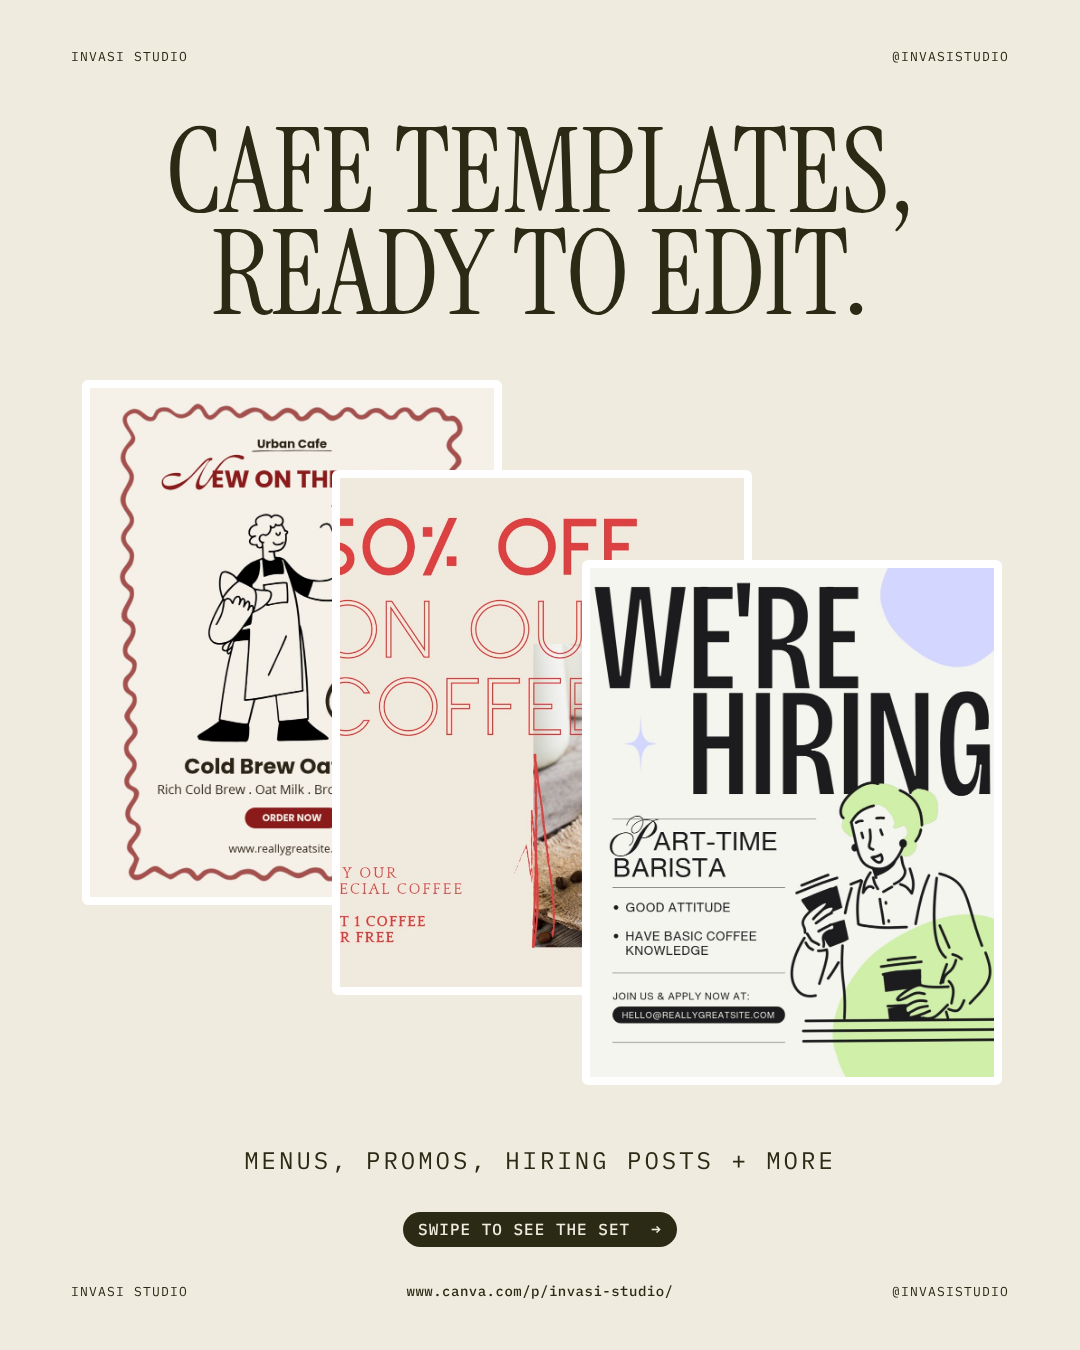 INVASI STUDIO
@INVASISTUDIO
CAFE TEMPLATES,
READY TO EDIT.
Urban Cafe
NEW ON THE
Cold Brew Oa
Rich Cold Brew . Oat Milk . Bro
ORDER NOW
www.reallygreatsite.
50% OFF
ON OU
COFFEE
Y OUR
ECIAL COFFEE
T 1 COFFEE
R FREE
WE'RE
HIRING
PART-TIME
BARISTA
• GOOD ATTITUDE
• HAVE BASIC COFFEE
KNOWLEDGE
JOIN US & APPLY NOW AT:
HELLO@REALLYGREATSITE.COM
MENUS, PROMOS, HIRING POSTS + MORE
SWIPE TO SEE THE SET →
INVASI STUDIO
www.canva.com/p/invasi-studio/
@INVASISTUDIO